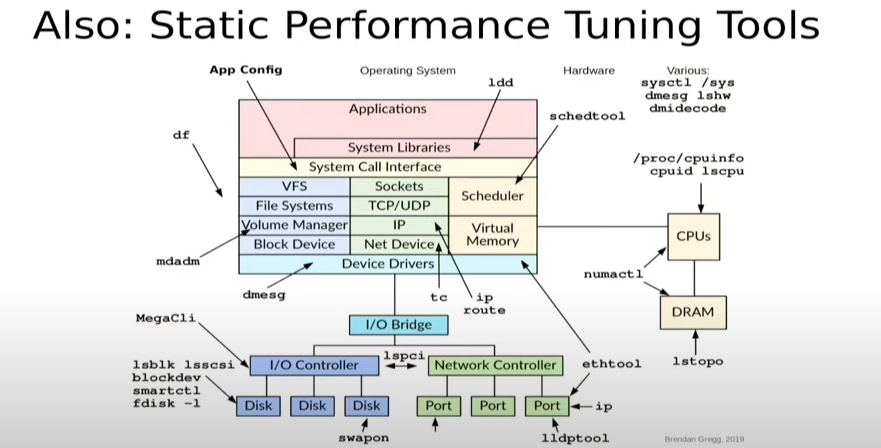 Also: Static Performance Tuning Tools
App Config
Operating System
Hardware
Various:
sysctl /sys
dmesg lshw
dmidecode
ldd
schedtool
df
Applications
System Libraries
System Call Interface
VFS
Sockets
Scheduler
File Systems
TCP/UDP
Volume Manager
IP
Virtual
Memory
Block Device
Net Device
Device Drivers
/proc/cpuinfo
cpuid lscpu
CPUs
mdadm
numactl
dmesg
tc
ip
route
DRAM
MegaCli
I/O Bridge
lstopo
lsblk lsscsi
blockdev
smartctl
fdisk -l
I/O Controller
lspci
Network Controller
ethtool
Disk
Disk
Disk
Port
Port
Port
ip
swapon
lldptool
Brendan Gregg, 2019